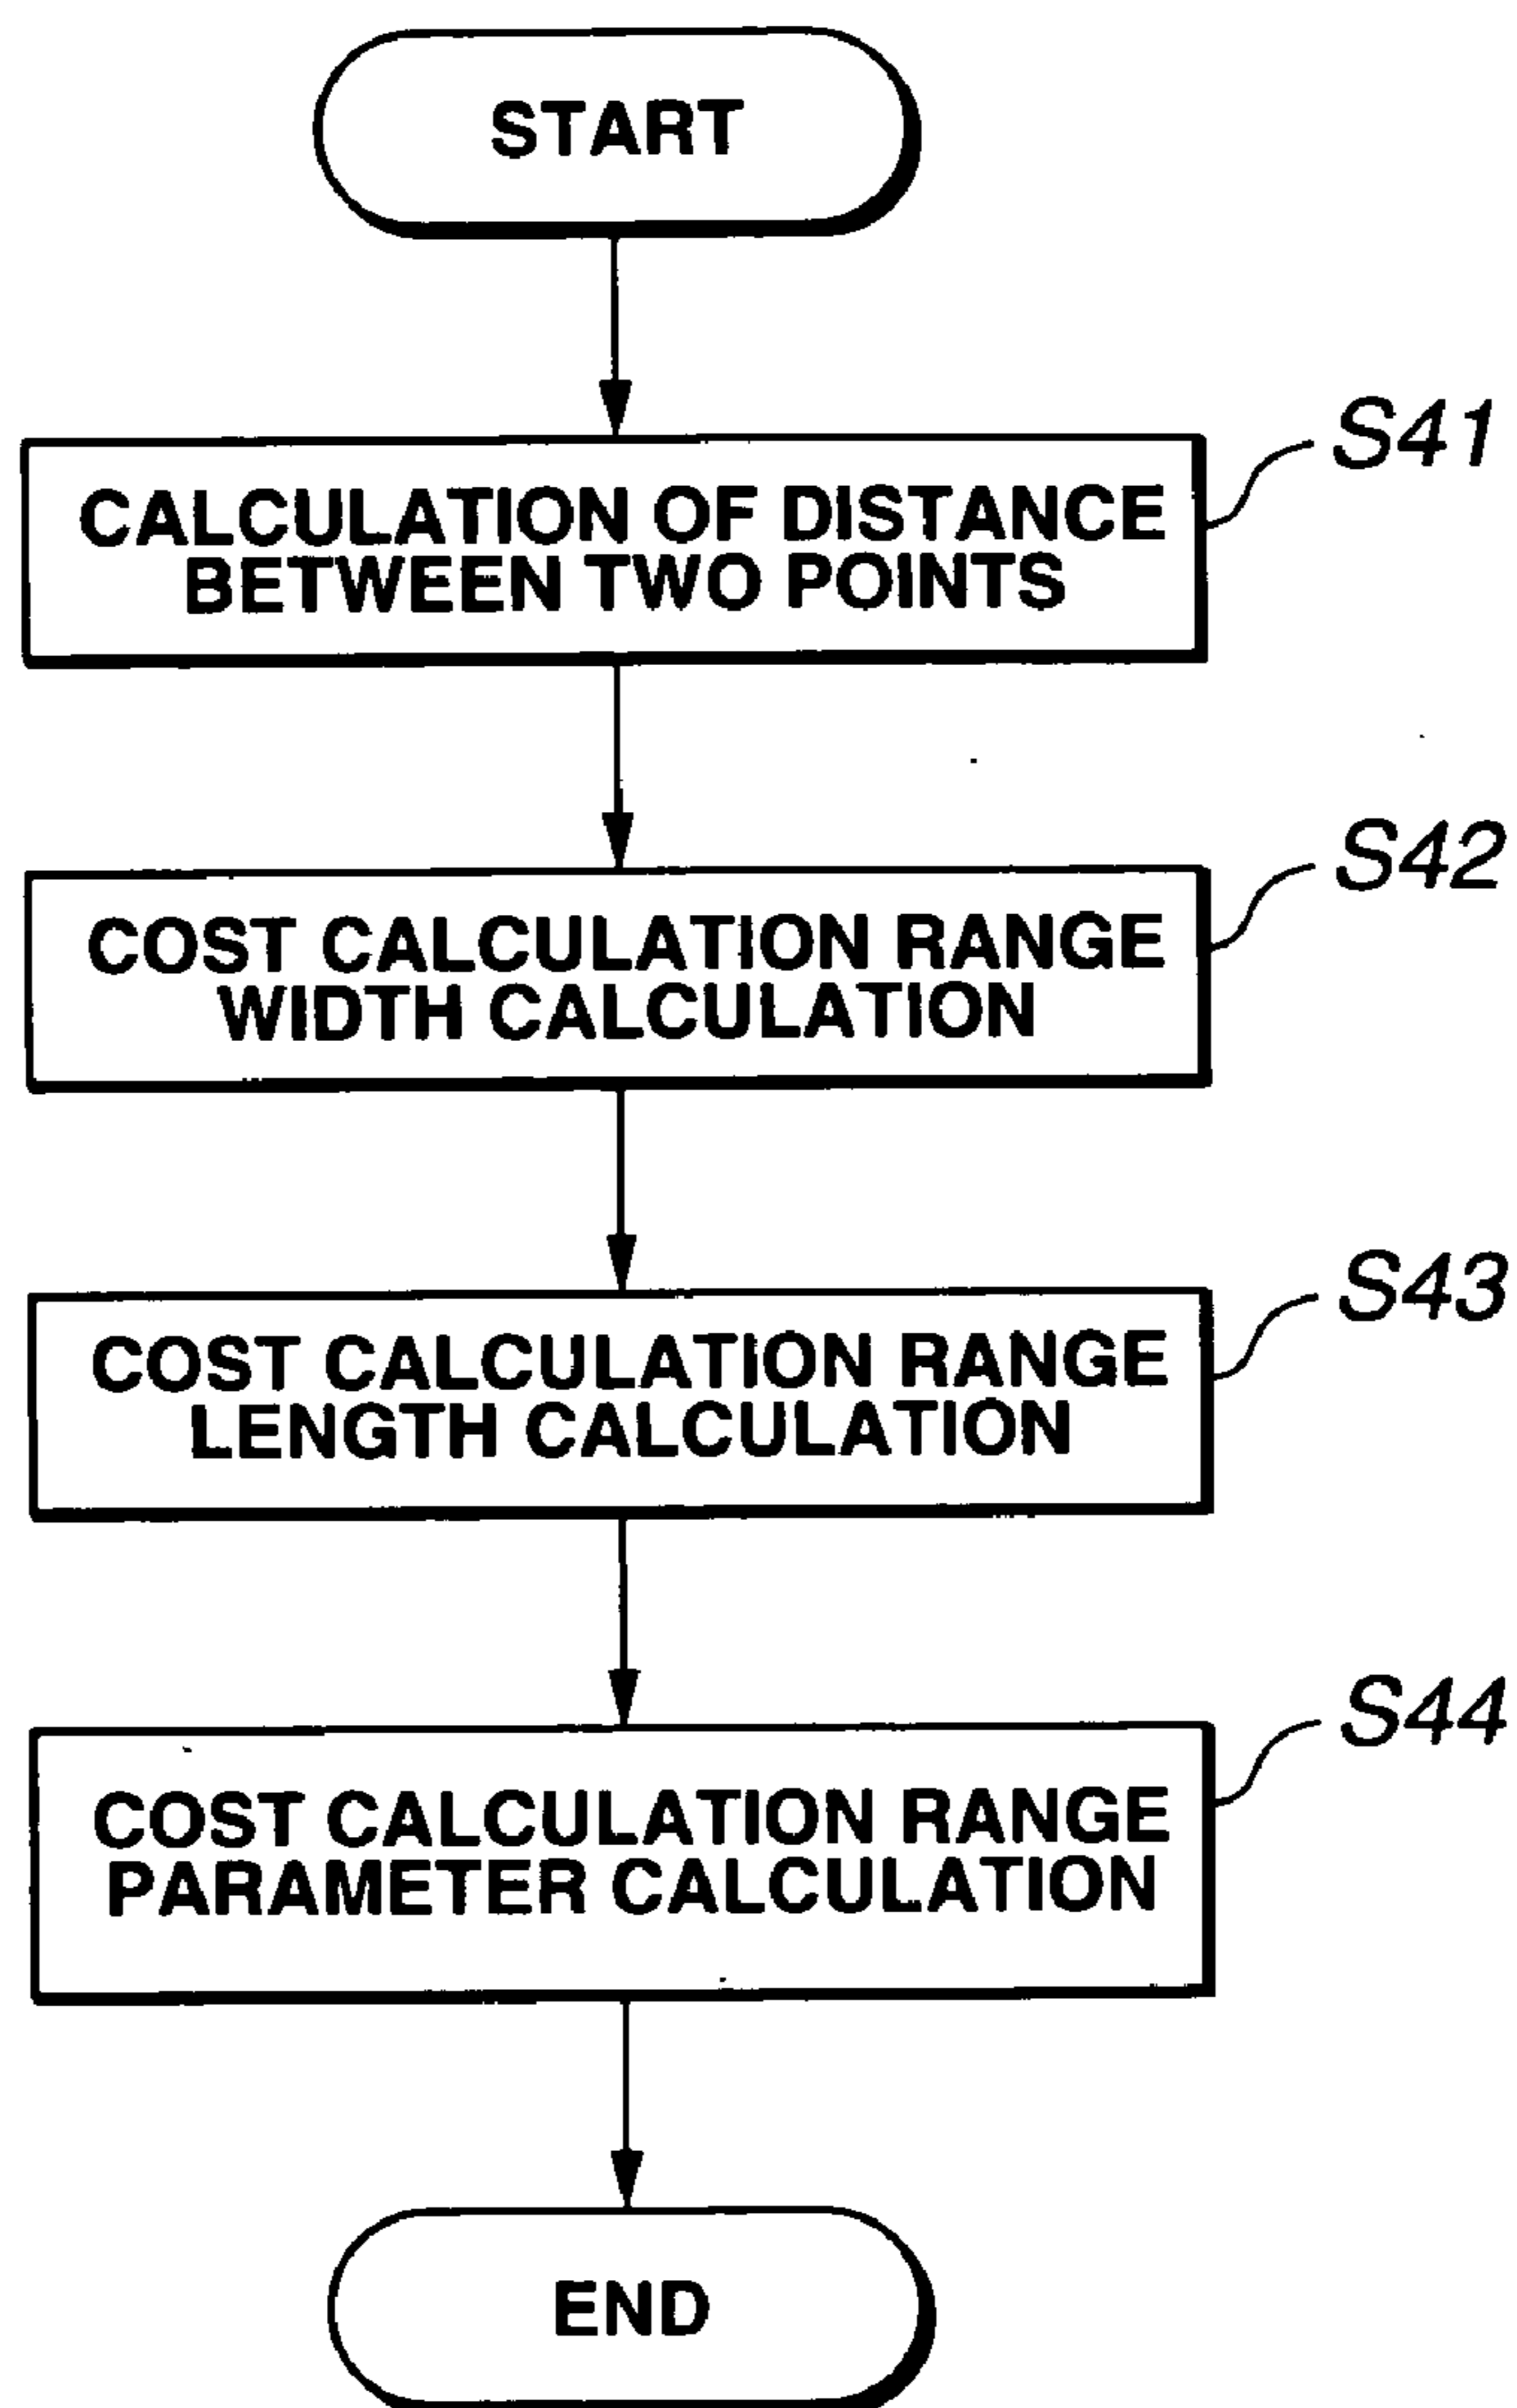 START
S41
CALCULATION OF DISTANCE
BETWEEN TWO POINTS
S42
COST CALCULATION RANGE
WIDTH CALCULATION
S43
COST CALCULATION RANGE
LENGTH CALCULATION
S44
COST CALCULATION RANGE
PARAMETER CALCULATION
END